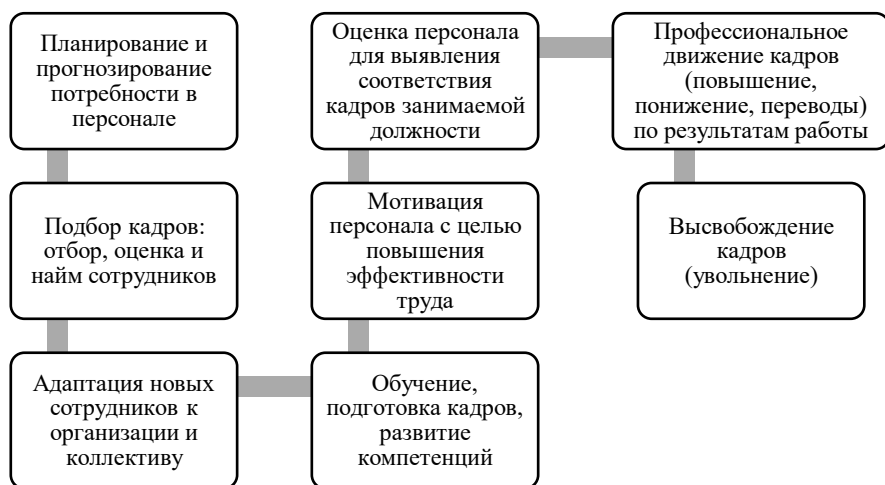 Планирование и
прогнозирование
потребности в
персонале
Подбор кадров:
отбор, оценка и
найм сотрудников
Адаптация новых
сотрудников к
организации и
коллективу
Обучение,
подготовка кадров,
развитие
компетенций
Мотивация
персонала с целью
повышения
эффективности
труда
Оценка персонала
для выявления
соответствия
кадров занимаемой
должности
Профессиональное
движение кадров
(повышение,
понижение, переводы)
по результатам работы
Высвобождение
кадров
(увольнение)